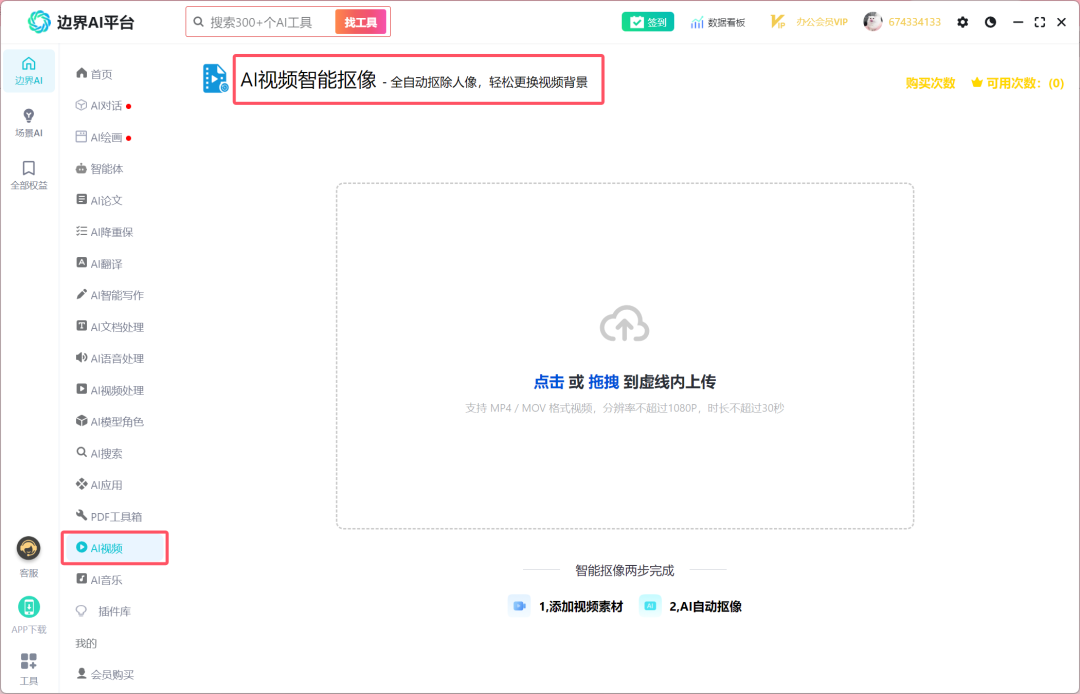 边界AI平台
搜索300+个AI工具
找工具
签到
数据看板
办公会员VIP
674334133
边界AI
场景AI
全部权益
客服
APP下载
工具
首页
AI对话
AI绘画
智能体
AI论文
AI降重保
AI翻译
AI智能写作
AI文档处理
AI语音处理
AI视频处理
AI模型角色
AI搜索
AI应用
PDF工具箱
AI视频
AI音乐
插件库
我的
会员购买
AI视频智能抠像 - 全自动抠除人像，轻松更换视频背景
购买次数
可用次数：(0)
点击 或 拖拽 到虚线内上传
支持 MP4 / MOV 格式视频，分辨率不超过1080P，时长不超过30秒
智能抠像两步完成
1,添加视频素材
AI
2,AI自动抠像